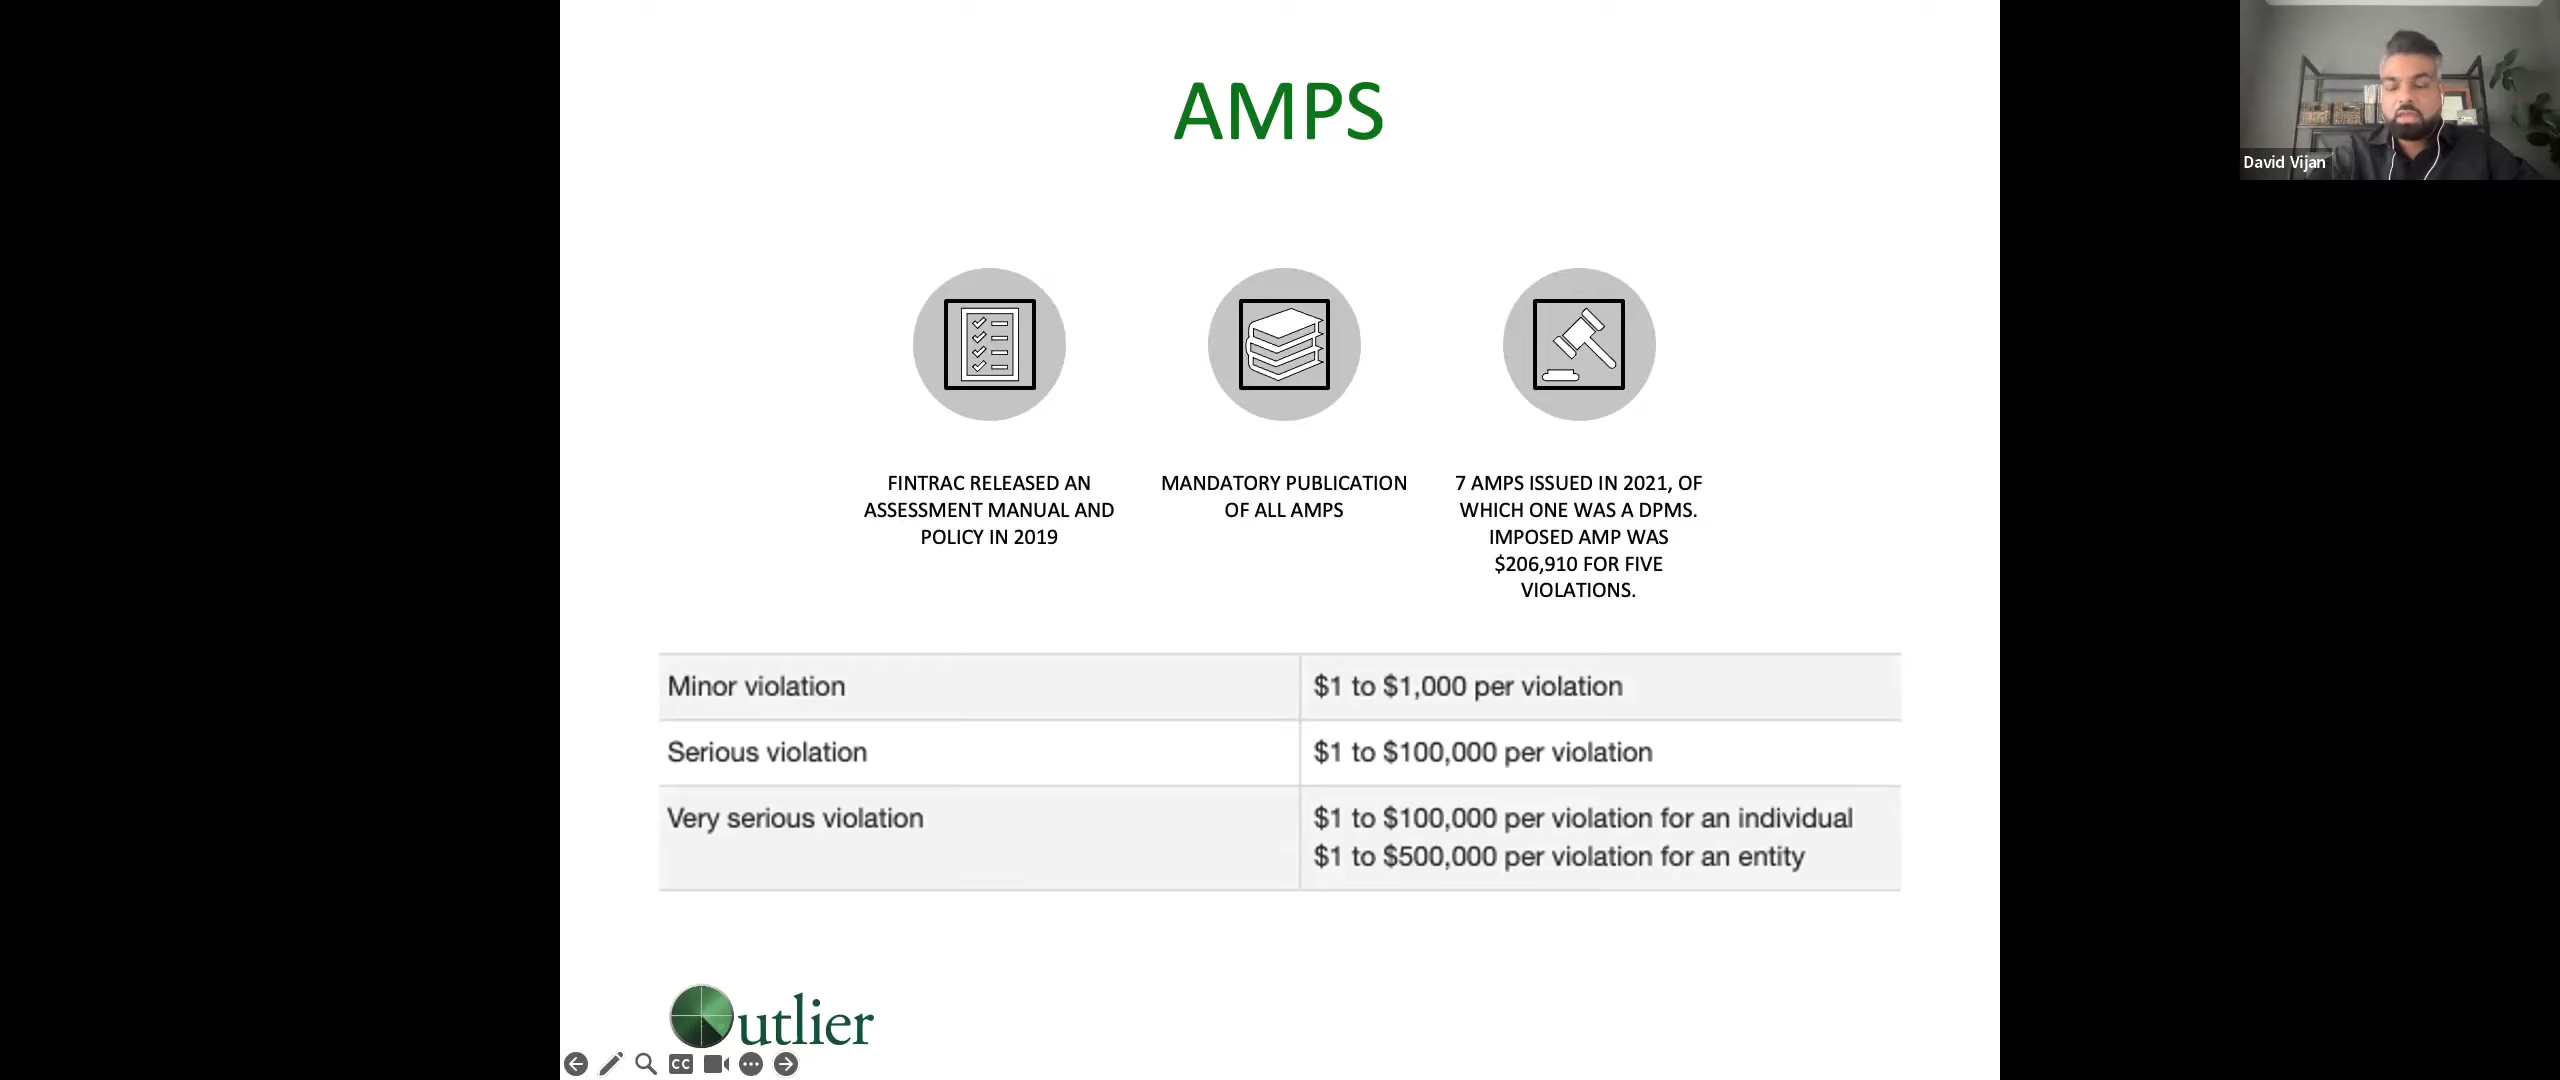 AMPS
David Vijan
FINTRAC RELEASED AN
ASSESSMENT MANUAL AND
POLICY IN 2019
MANDATORY PUBLICATION
OF ALL AMPS
7 AMPS ISSUED IN 2021, OF
WHICH ONE WAS A DPMS.
IMPOSED AMP WAS
$206,910 FOR FIVE
VIOLATIONS.
Minor violation
$1 to $1,000 per violation
Serious violation
$1 to $100,000 per violation
Very serious violation
$1 to $100,000 per violation for an individual
$1 to $500,000 per violation for an entity
Outlier
CC